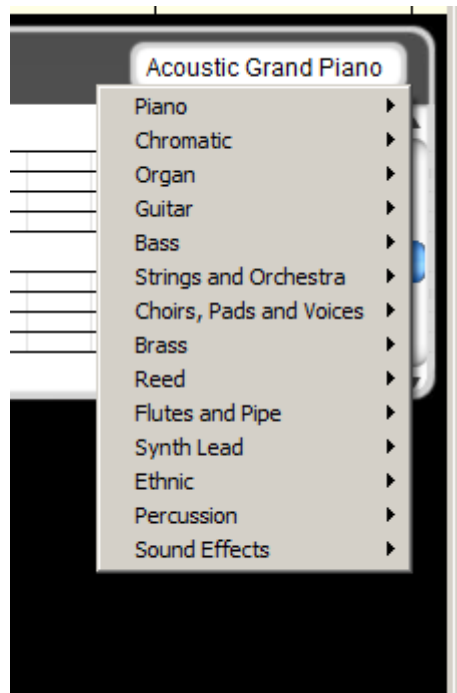 Acoustic Grand Piano
Piano
Chromatic
Organ
Guitar
Bass
Strings and Orchestra
Choirs, Pads and Voices
Brass
Reed
Flutes and Pipe
Synth Lead
Ethnic
Percussion
Sound Effects